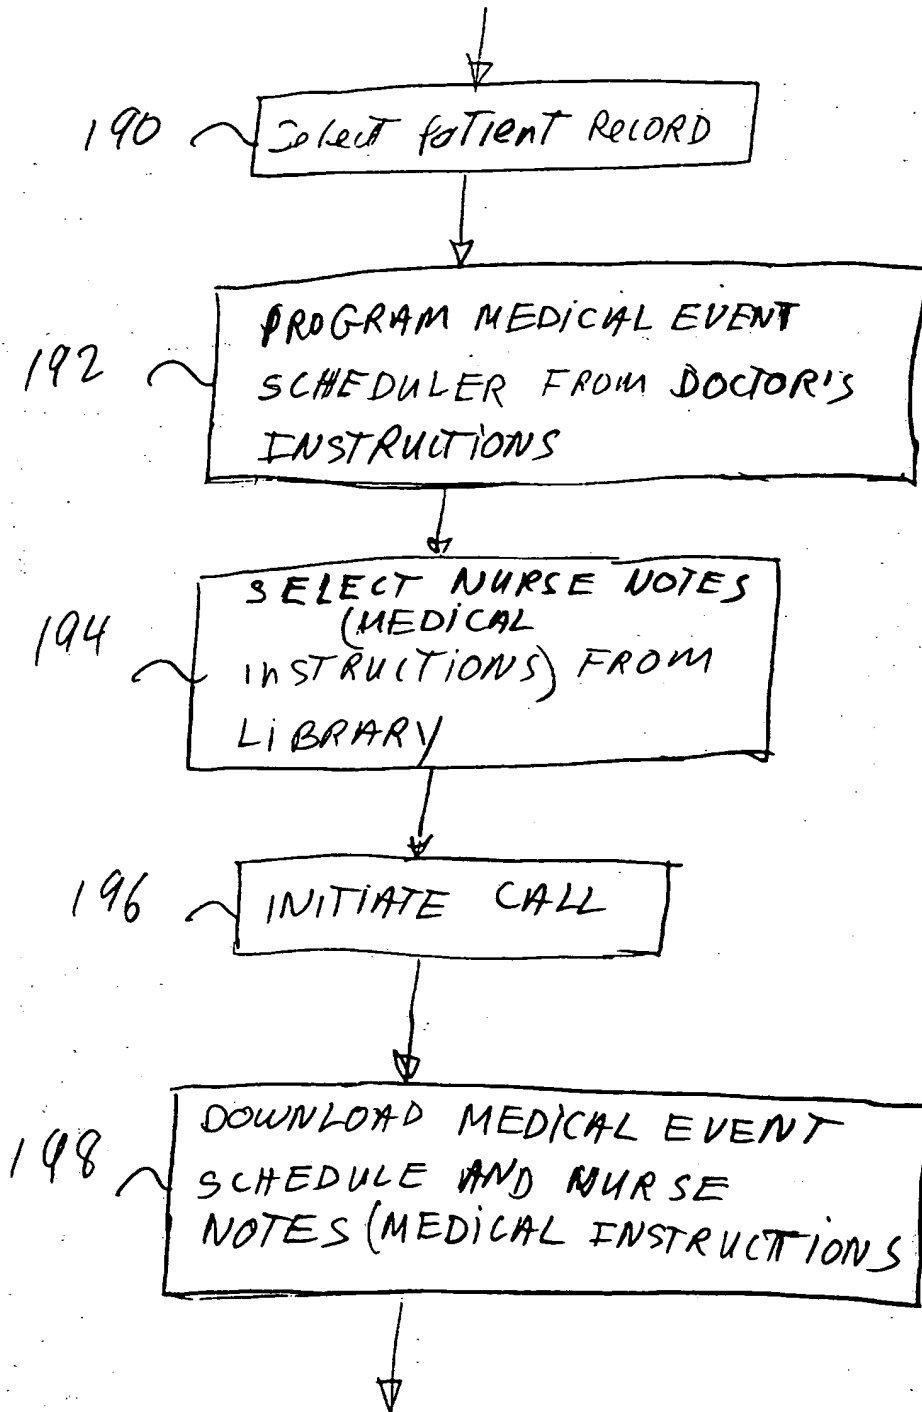 190 Select Patient RECORD
PROGRAM MEDICAL EVENT
192 SCHEDULER FROM DOCTOR'S
INSTRUCTIONS
SELECT NURSE NOTES
(MEDICAL
194 INSTRUCTIONS) FROM
LIBRARY
196 INITIATE CALL
DOWNLOAD MEDICAL EVENT
198 SCHEDULE AND NURSE
NOTES (MEDICAL INSTRUCTIONS